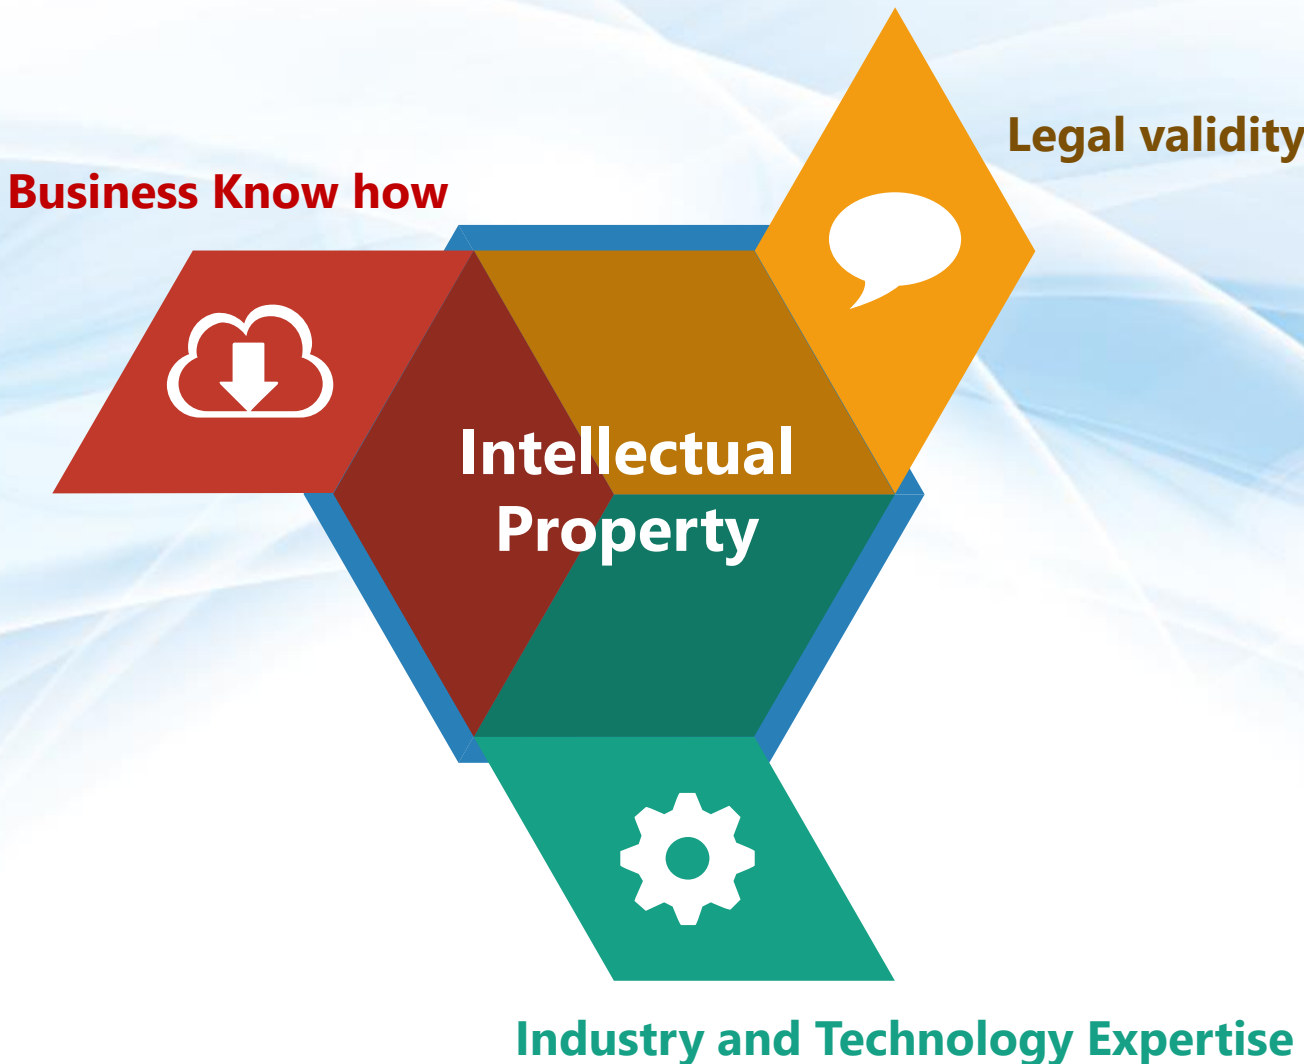 Legal validity
Business Know how
Intellectual
Property
Industry and Technology Expertise